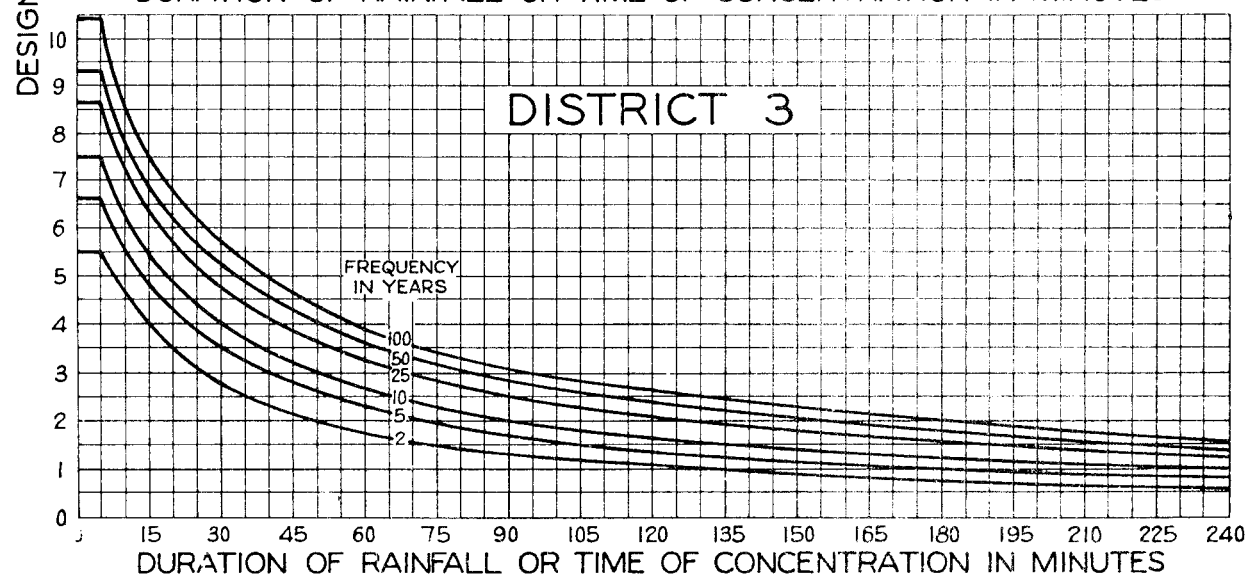 DESIGN
10
9
8
7
6
5
4
3
2
1
0
DISTRICT 3
FREQUENCY
IN YEARS
100
50
25
10
5
2
15 30 45 60 75 90 105 120 135 150 165 180 195 210 225 240
DURATION OF RAINFALL OR TIME OF CONCENTRATION IN MINUTES